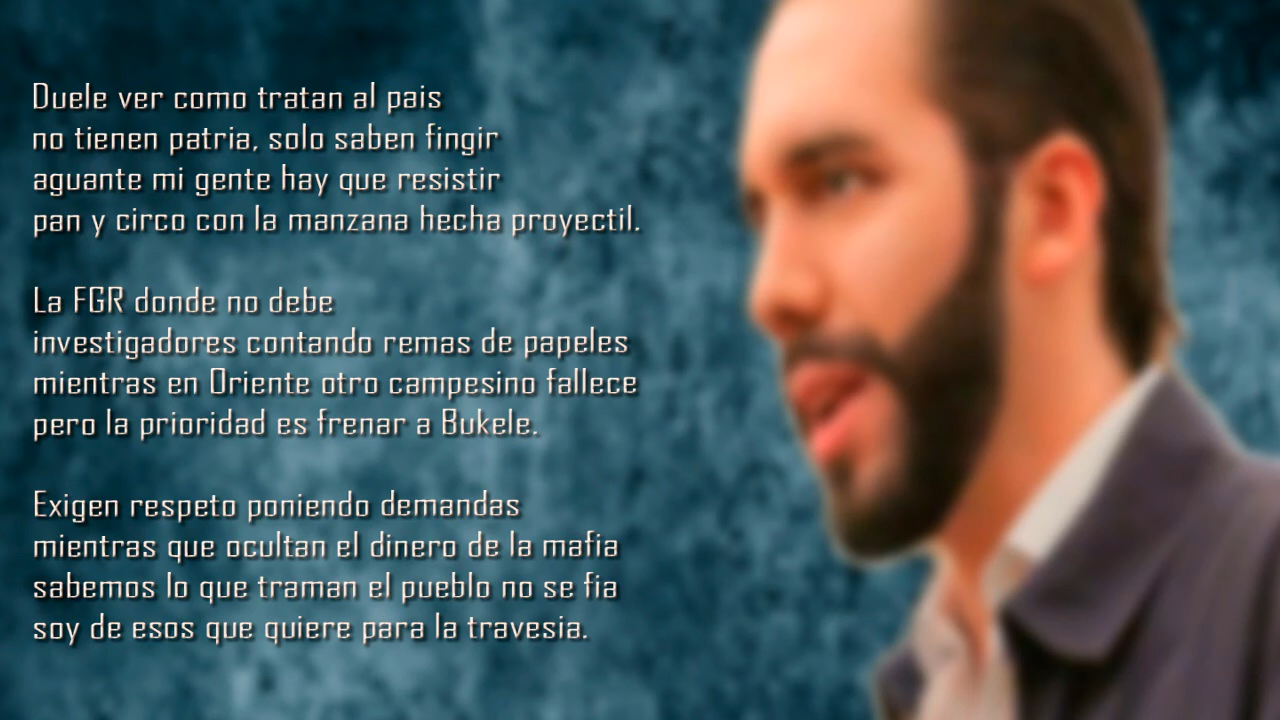 Duele ver como tratan al pais
no tienen patria, solo saben fingir
aguante mi gente hay que resistir
pan y circo con la manzana hecha proyectil.
La FGR donde no debe
investigadores contando remas de papeles
mientras en Oriente otro campesino fallece
pero la prioridad es frenar a Bukele.
Exigen respeto poniendo demandas
mientras que ocultan el dinero de la mafia
sabemos lo que traman el pueblo no se fia
soy de esos que quiere para la travesia.